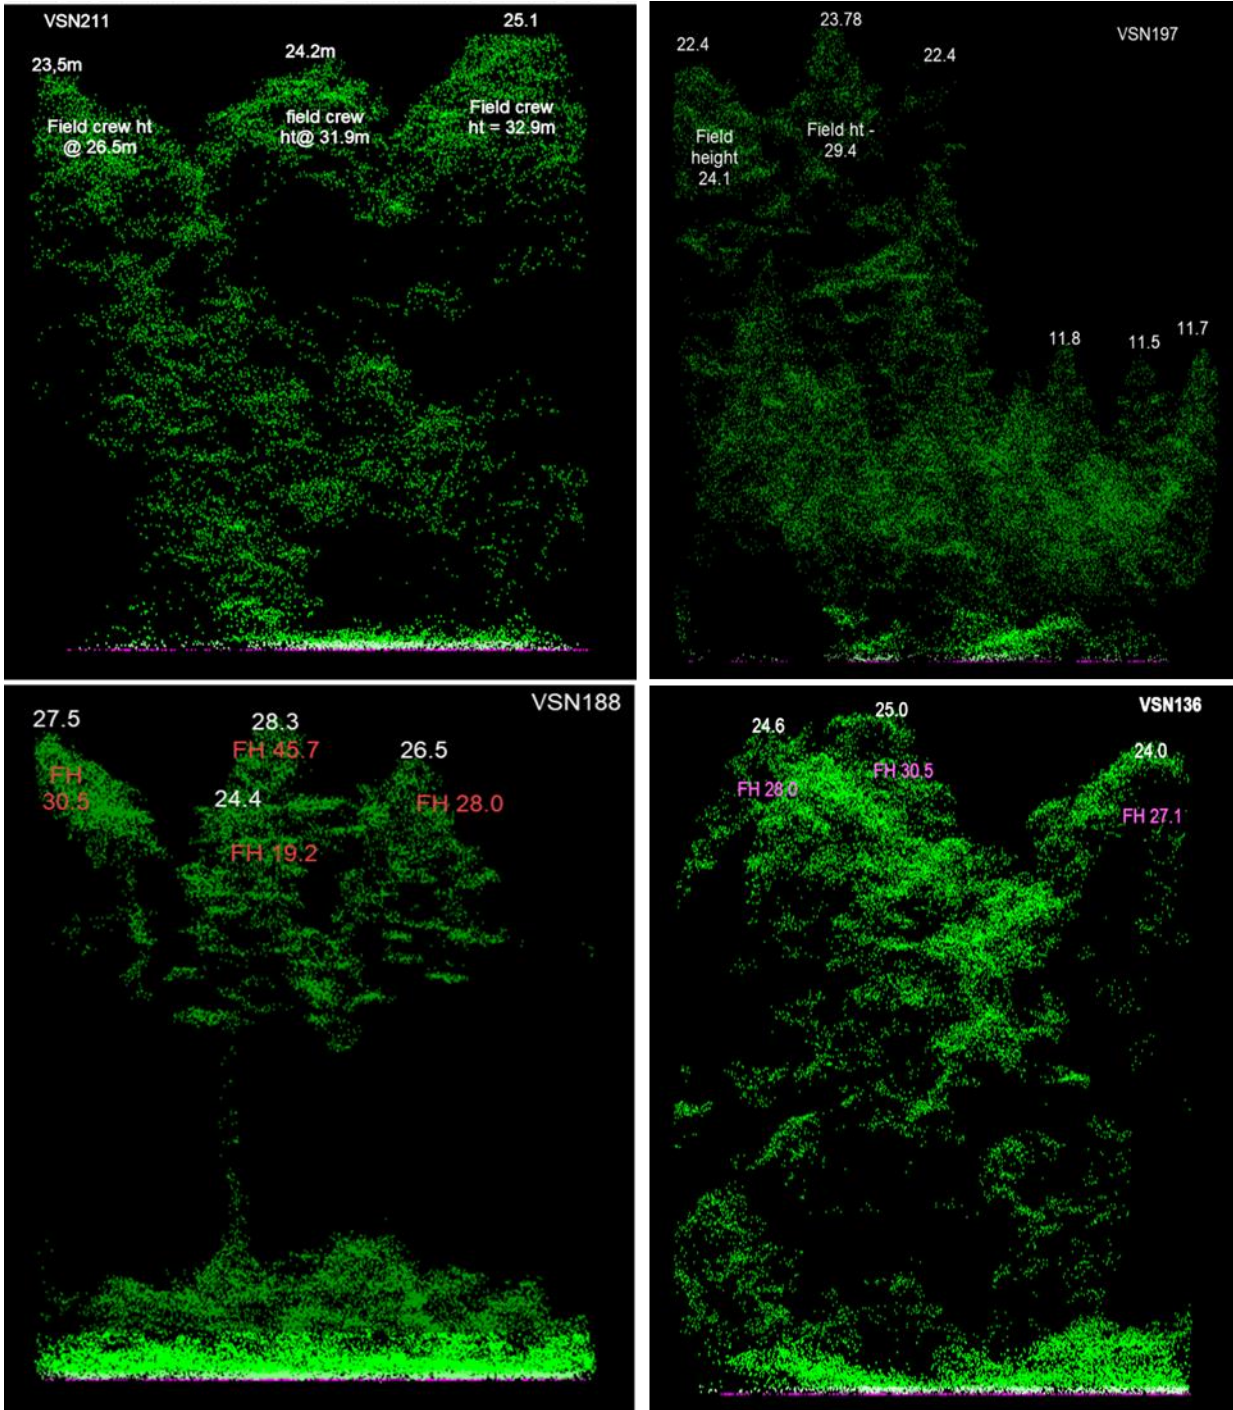 VSN211
25.1
24.2m
23,5m
Field crew ht
@ 26.5m
field crew
ht@ 31.9m
Field crew
ht = 32.9m
23.78
VSN197
22.4
22.4
Field
height
24.1
Field ht -
29.4
11.8
11.5
11.7
VSN188
27.5
28.3
26.5
FH 45.7
FH
30.5
24.4
FH 28.0
FH 19.2
VSN136
25.0
24.6
24.0
FH 30.5
FH 28.0
FH 27.1